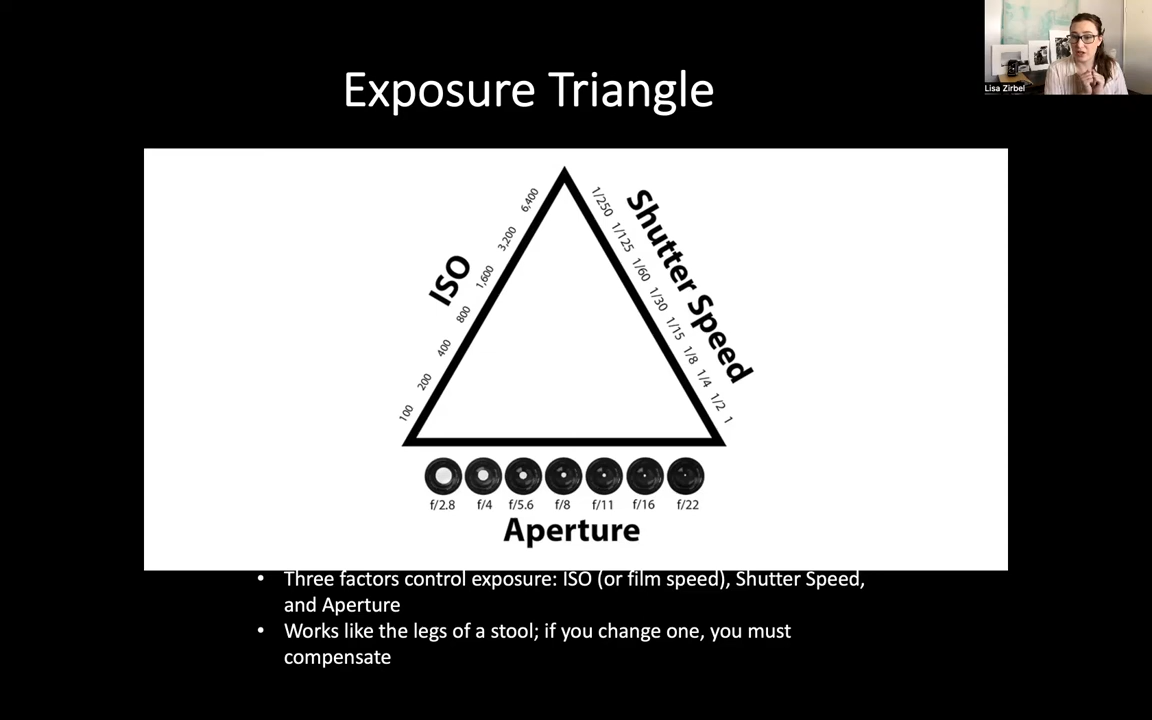 Lisa Zirbel
Exposure Triangle
ISO
6,400
3,200
1,600
800
400
200
100
Shutter Speed
1/250
1/125
1/60
1/30
1/15
1/8
1/4
1/2
1
f/2.8 f/4 f/5.6 f/8 f/11 f/16 f/22
Aperture
• Three factors control exposure: ISO (or film speed), Shutter Speed,
and Aperture
• Works like the legs of a stool; if you change one, you must
compensate